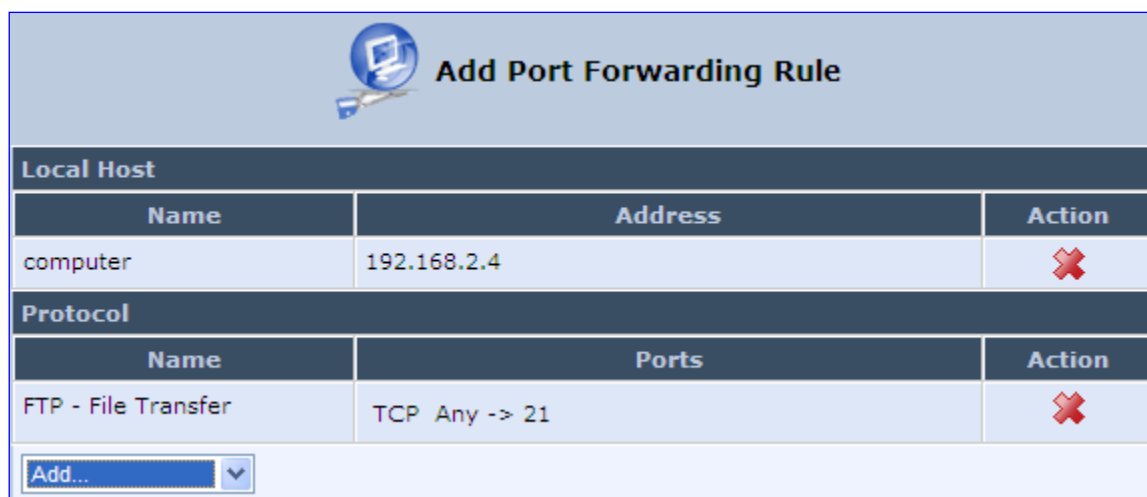 Add Port Forwarding Rule
Local Host
Name Address Action
computer 192.168.2.4
Protocol
Name Ports Action
FTP - File Transfer TCP Any -> 21
Add...